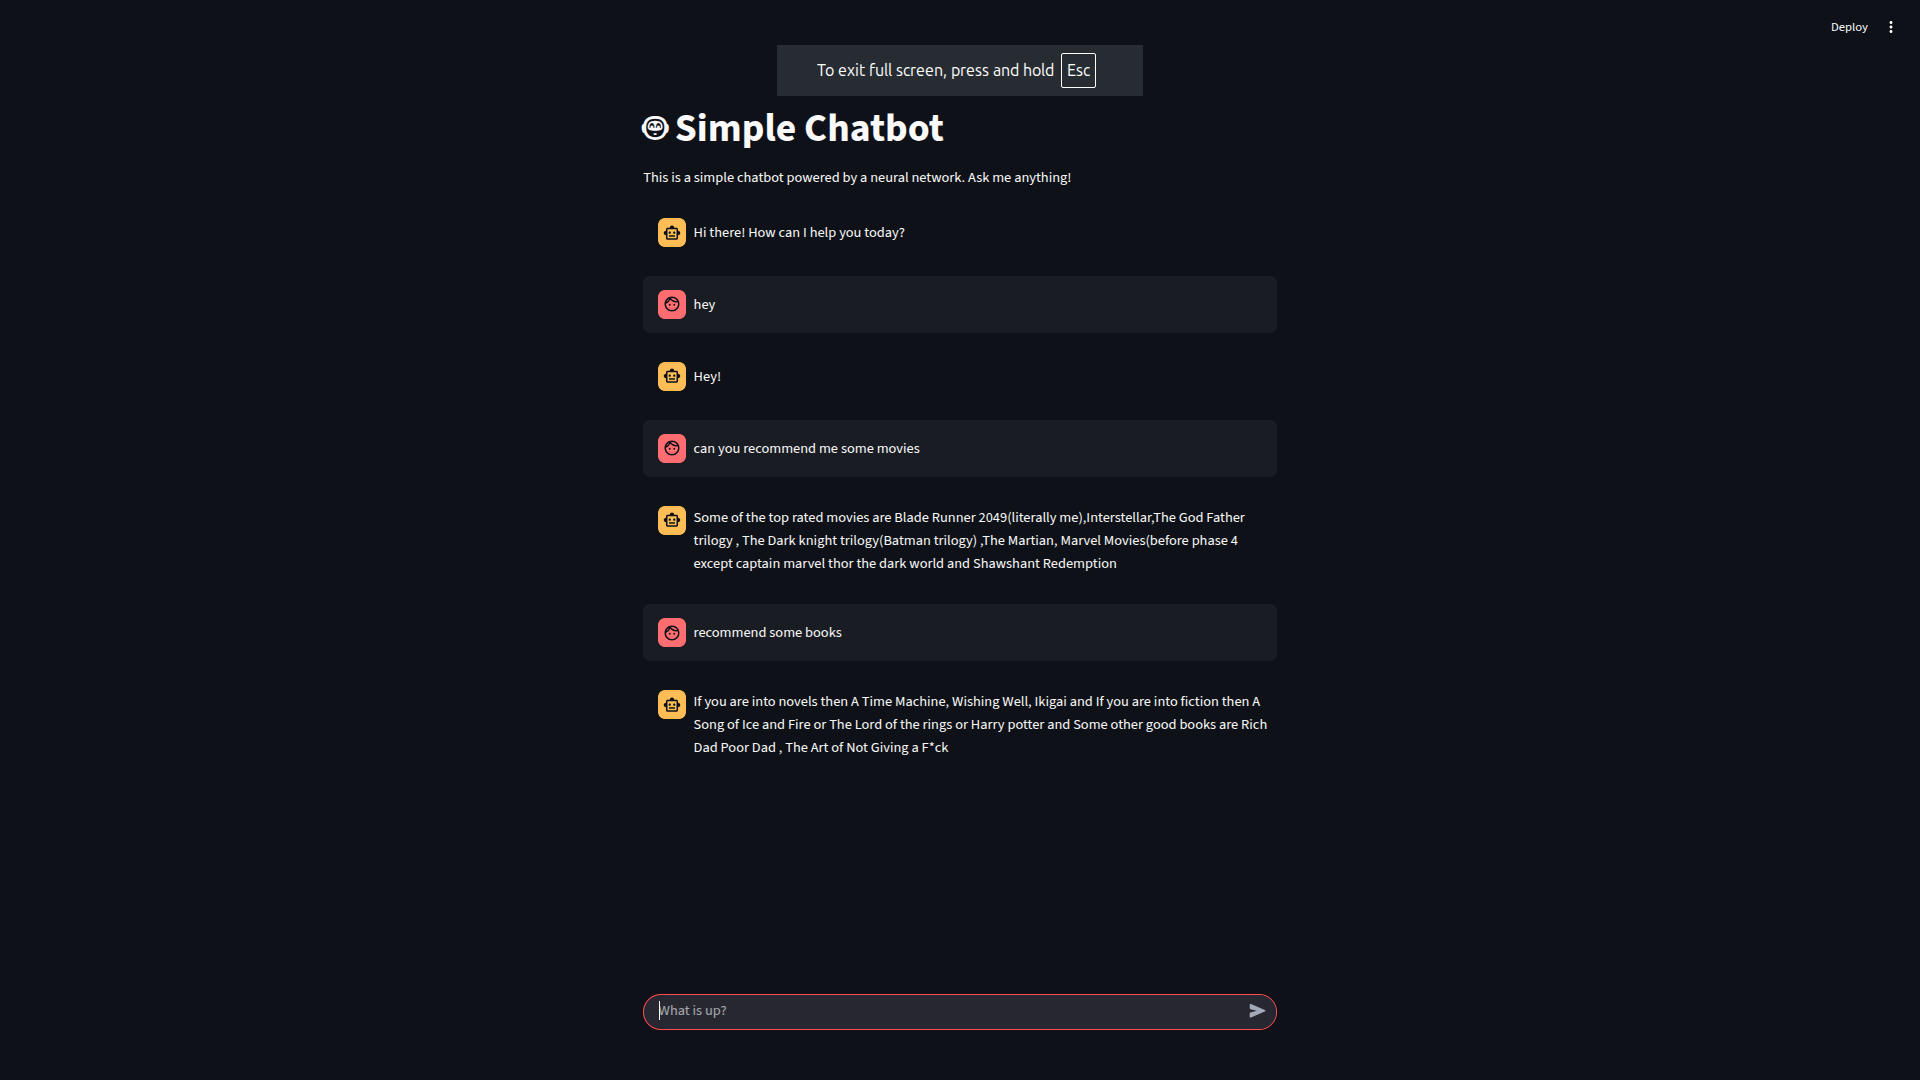 Deploy
To exit full screen, press and hold Esc
Simple Chatbot
This is a simple chatbot powered by a neural network. Ask me anything!
Hi there! How can I help you today?
hey
Hey!
can you recommend me some movies
Some of the top rated movies are Blade Runner 2049(literally me),Interstellar,The God Father
trilogy , The Dark knight trilogy(Batman trilogy) ,The Martian, Marvel Movies(before phase 4
except captain marvel thor the dark world and Shawshant Redemption
recommend some books
If you are into novels then A Time Machine, Wishing Well, Ikigai and If you are into fiction then A
Song of Ice and Fire or The Lord of the rings or Harry potter and Some other good books are Rich
Dad Poor Dad , The Art of Not Giving a F*ck
What is up?